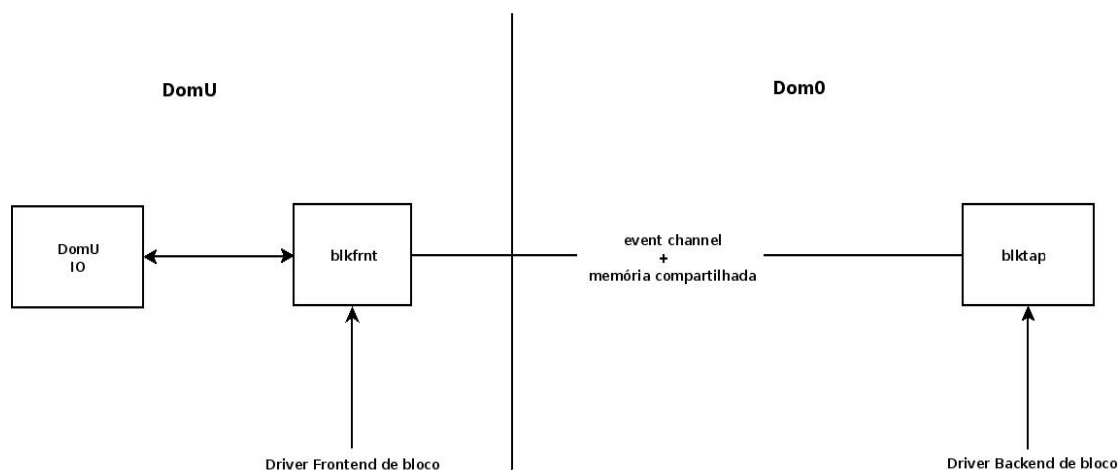 DomU
Dom0
DomU
IO
blkfrnt
event channel
+
memória compartilhada
blktap
Driver Frontend de bloco
Driver Backend de bloco